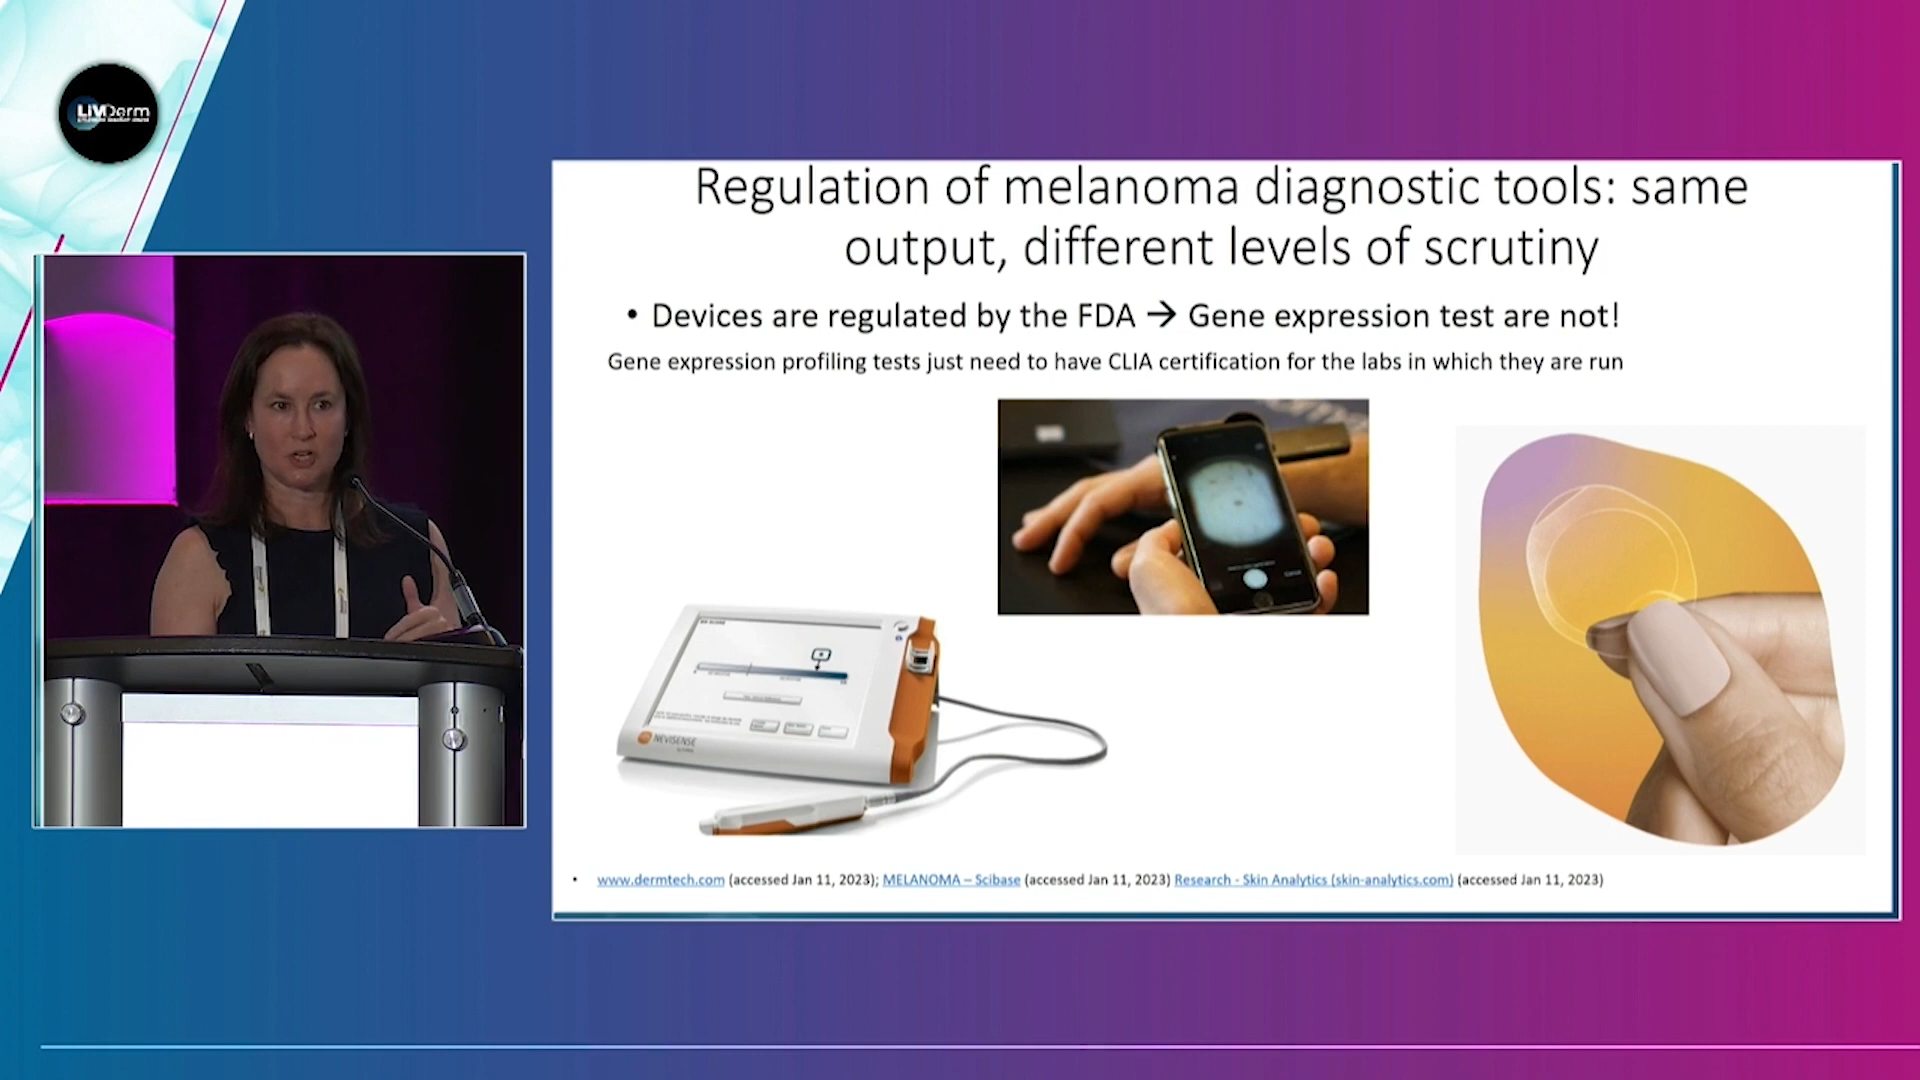 LiVDerm
Regulation of melanoma diagnostic tools: same
output, different levels of scrutiny
• Devices are regulated by the FDA → Gene expression test are not!
Gene expression profiling tests just need to have CLIA certification for the labs in which they are run
NEVISENSE
• www.dermtech.com (accessed Jan 11, 2023); MELANOMA – Scibase (accessed Jan 11, 2023) Research - Skin Analytics (skin-analytics.com) (accessed Jan 11, 2023)